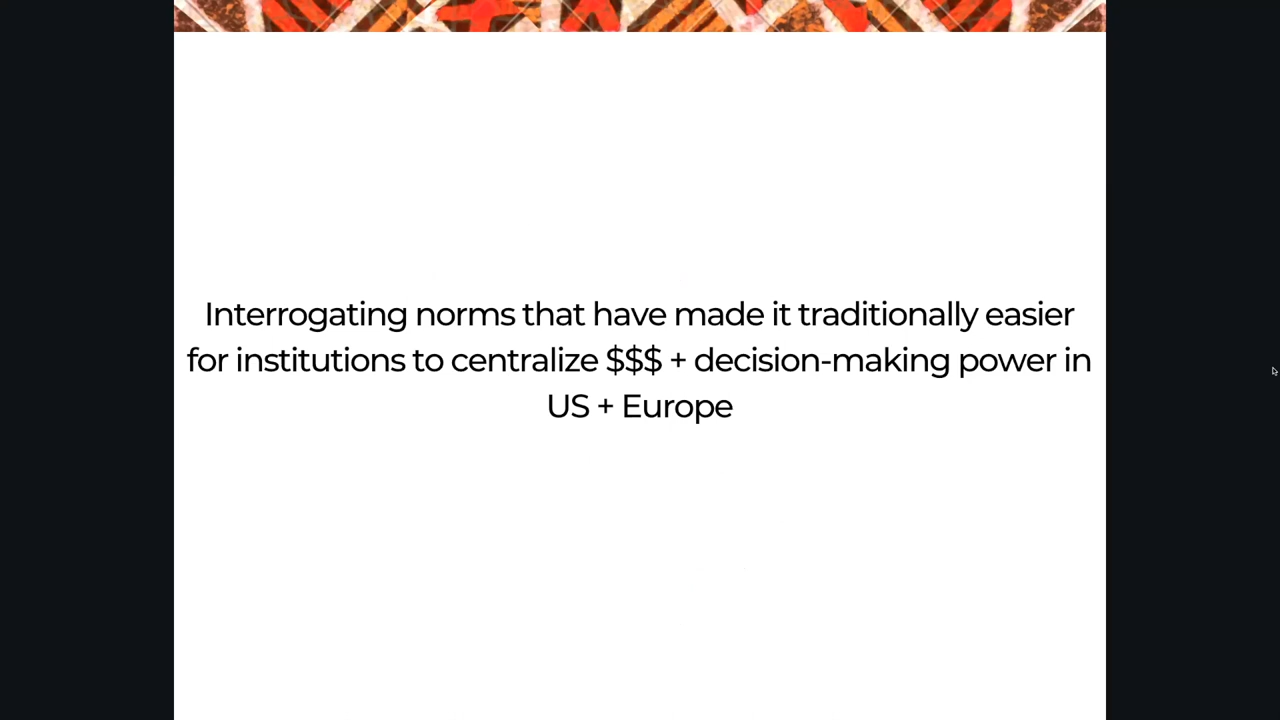 Interrogating norms that have made it traditionally easier
for institutions to centralize $$$ + decision-making power in
US + Europe